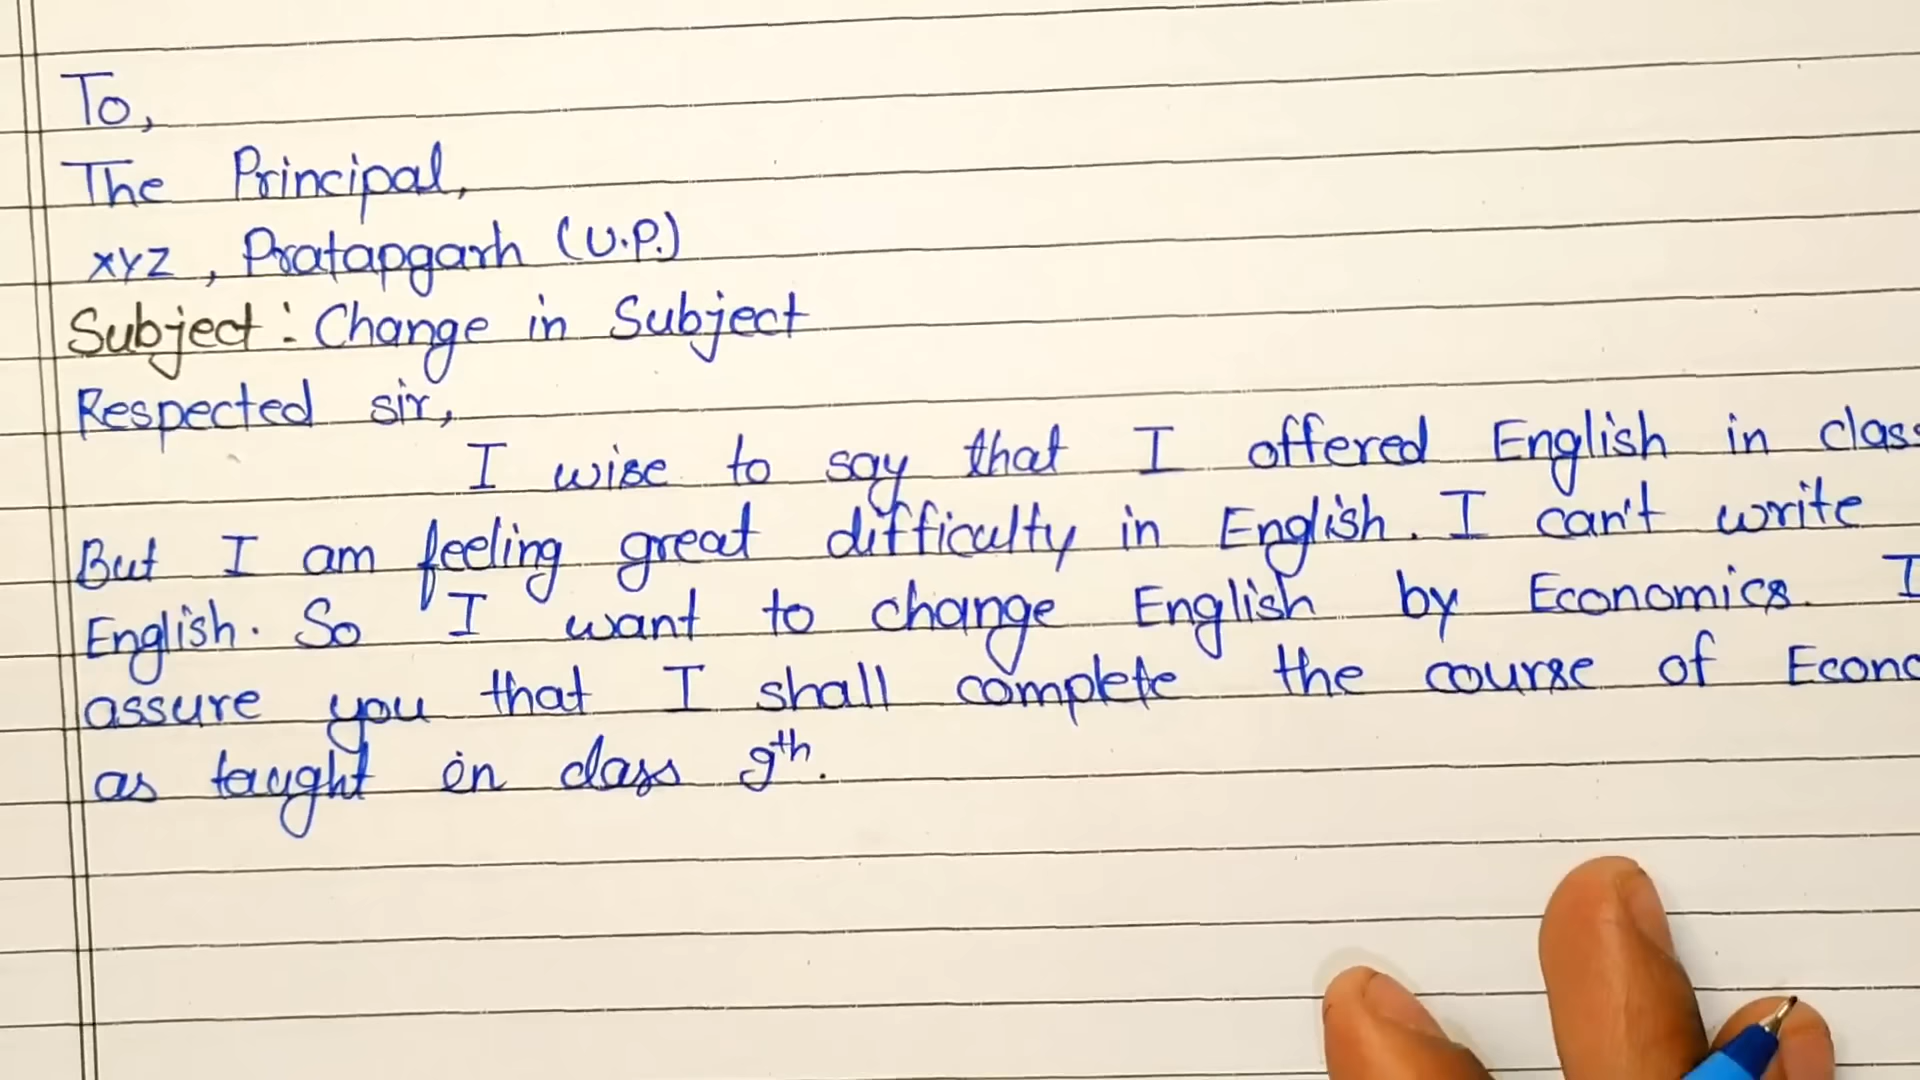 To,
The Principal,
XYZ, Pratapgarh (U.P.)
Subject: Change in Subject
Respected sir,
I wise to say that I offered English in clas
But I am feeling great difficulty in English. I can't write
English. So I want to change English by Economics. I
assure you that I shall complete the course of Econo
as taught in class 9th.